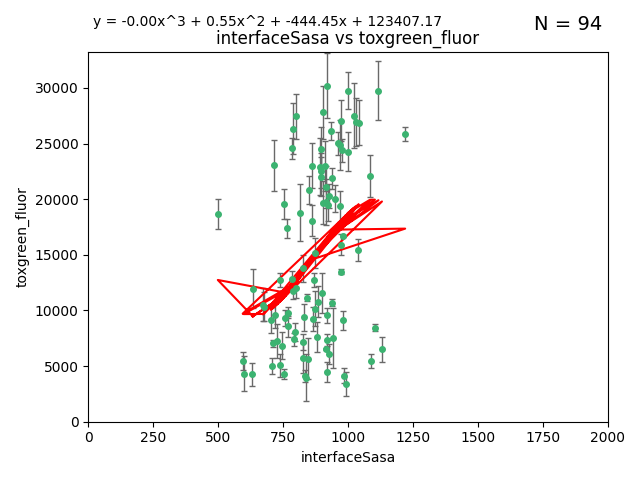 y = -0.00x^3 + 0.55x^2 + -444.45x + 123407.17
N = 94
interfaceSasa vs toxgreen_fluor
30000
25000
20000
15000
10000
5000
0
toxgreen_fluor
0 250 500 750 1000 1250 1500 1750 2000
interfaceSasa